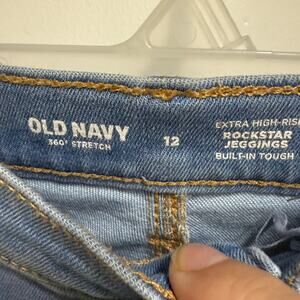 OLD NAVY
360° STRETCH
12
EXTRA HIGH-RISE
ROCKSTAR
JEGGINGS
BUILT-IN TOUGH